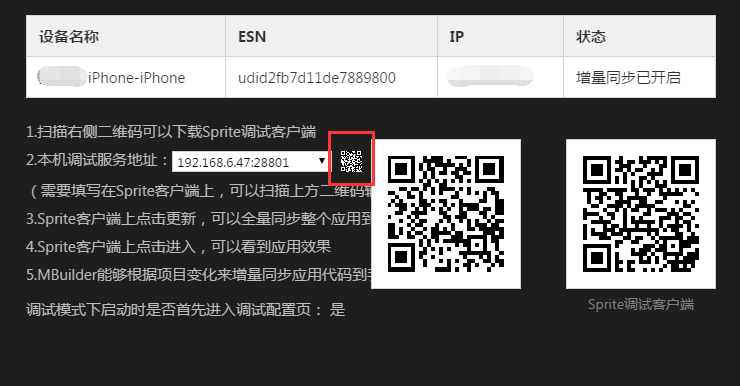 设备名称 ESN IP 状态
iPhone-iPhone udid2fb7d11de7889800 增量同步已开启
1.扫描右侧二维码可以下载Sprite调试客户端
2.本机调试服务地址： 192.168.6.47:28801
（需要填写在Sprite客户端上，可以扫描上方二维码
3.Sprite客户端上点击更新，可以全量同步整个应用到
4.Sprite客户端上点击进入，可以看到应用效果
5.MBuilder能够根据项目变化来增量同步应用代码到
Sprite调试客户端
调试模式下启动时是否首先进入调试配置页： 是